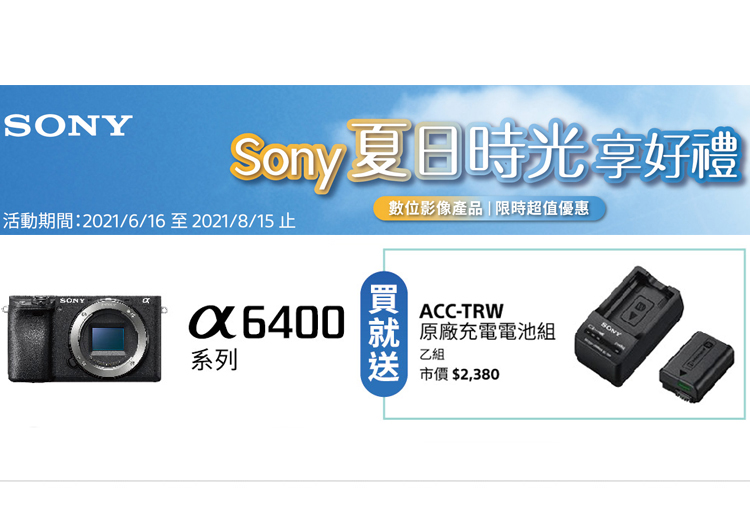 SONY
Sony 夏日時光 享好禮
數位影像產品 | 限時超值優惠
活動期間:2021/6/16 至 2021/8/15 止
SONY α
α6400
系列
買就送
ACC-TRW
原廠充電電池組
乙組
市價 $2,380
SONY